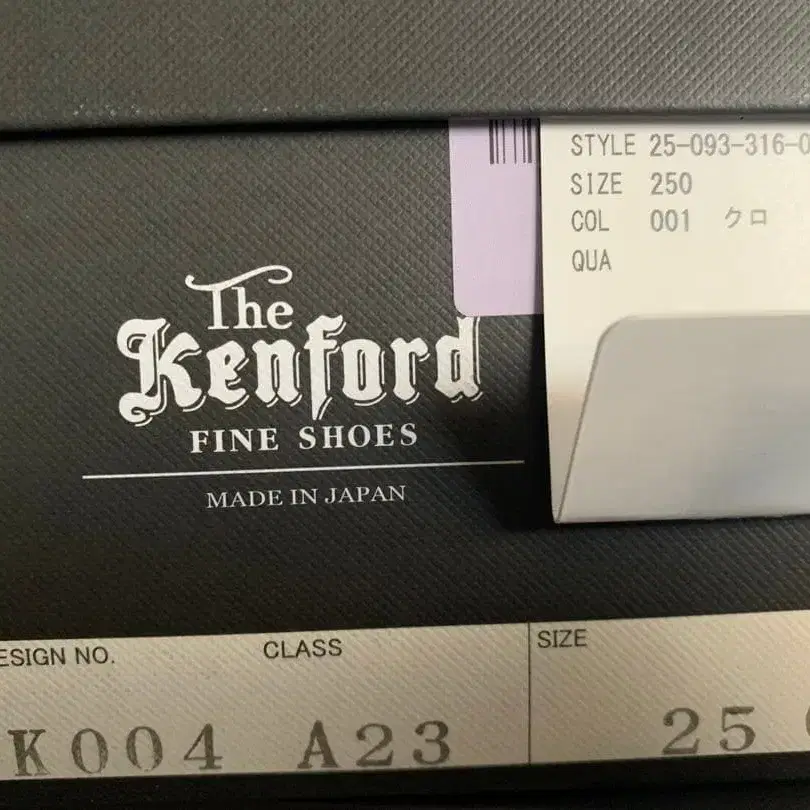 STYLE 25-093-316-0
SIZE 250
COL 001 クロ
QUA
The
Kenford
FINE SHOES
MADE IN JAPAN
ESIGN NO. CLASS SIZE
K004 A23 25